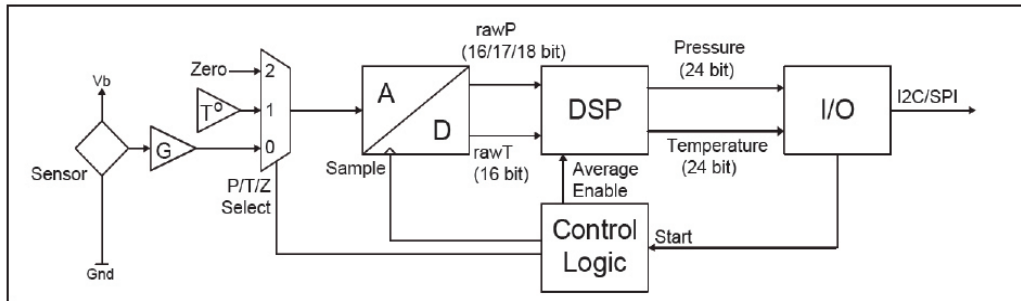 Vb
Sensor
Gnd
G
Zero
T°
2
1
0
P/T/Z
Select
A
D
Sample
rawP
(16/17/18 bit)
rawT
(16 bit)
DSP
Average
Enable
Control
Logic
Pressure
(24 bit)
Temperature
(24 bit)
I/O
Start
I2C/SPI